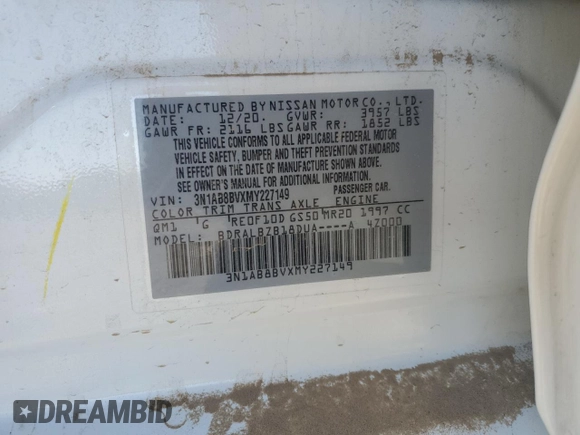 MANUFACTURED BY NISSAN MOTOR CO., LTD.
DATE: 12/20. GVWR: 3957 LBS
GAWR FR: 2116 LBS GAWR RR: 1852 LBS
THIS VEHICLE CONFORMS TO ALL APPLICABLE FEDERAL MOTOR
VEHICLE SAFETY, BUMPER AND THEFT PREVENTION STANDARDS
IN EFFECT ON THE DATE OF MANUFACTURE SHOWN ABOVE.
SEE OWNER'S MANUAL FOR ADDITIONAL INFORMATION.
VIN: 3N1AB8BVXMY227149 PASSENGER CAR.
COLOR TRIM TRANS AXLE ENGINE
QM1 'G RE0F10D GS50 MR20 1997 CC
MODEL: BDRALBZB18DUA----A 4Z000
3N1AB8BVXMY227149
DREAMBID